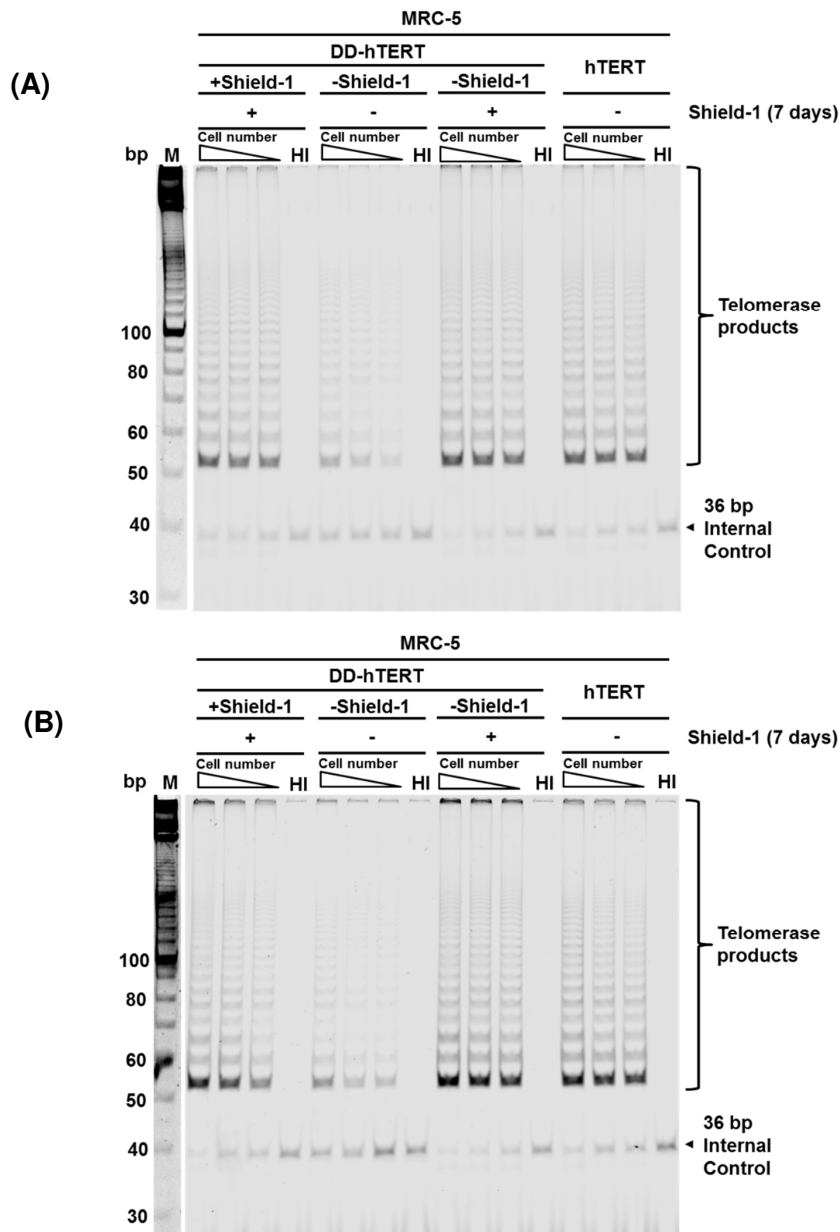 (A)
MRC-5
DD-hTERT
hTERT
+Shield-1 -Shield-1 -Shield-1
+ - + - Shield-1 (7 days)
Cell number Cell number Cell number Cell number
bp M HI HI HI HI
Telomerase
products
100
80
60
50
40
30
36 bp
Internal
Control
(B)
MRC-5
DD-hTERT
hTERT
+Shield-1 -Shield-1 -Shield-1
+ - + - Shield-1 (7 days)
Cell number Cell number Cell number Cell number
bp M HI HI HI HI
Telomerase
products
100
80
60
50
40
30
36 bp
Internal
Control